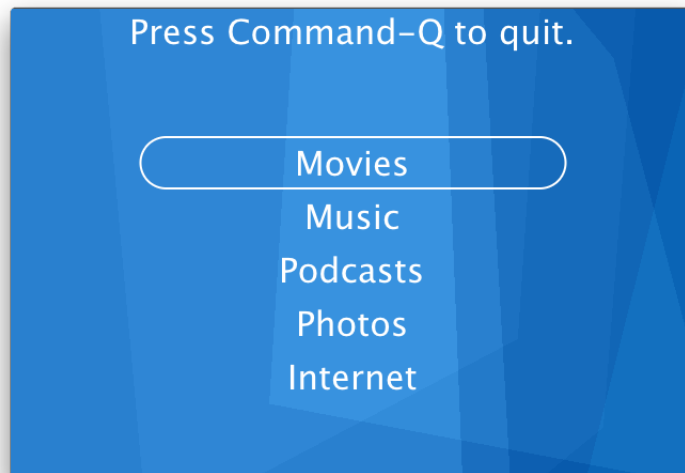 Press Command-Q to quit.
Movies
Music
Podcasts
Photos
Internet